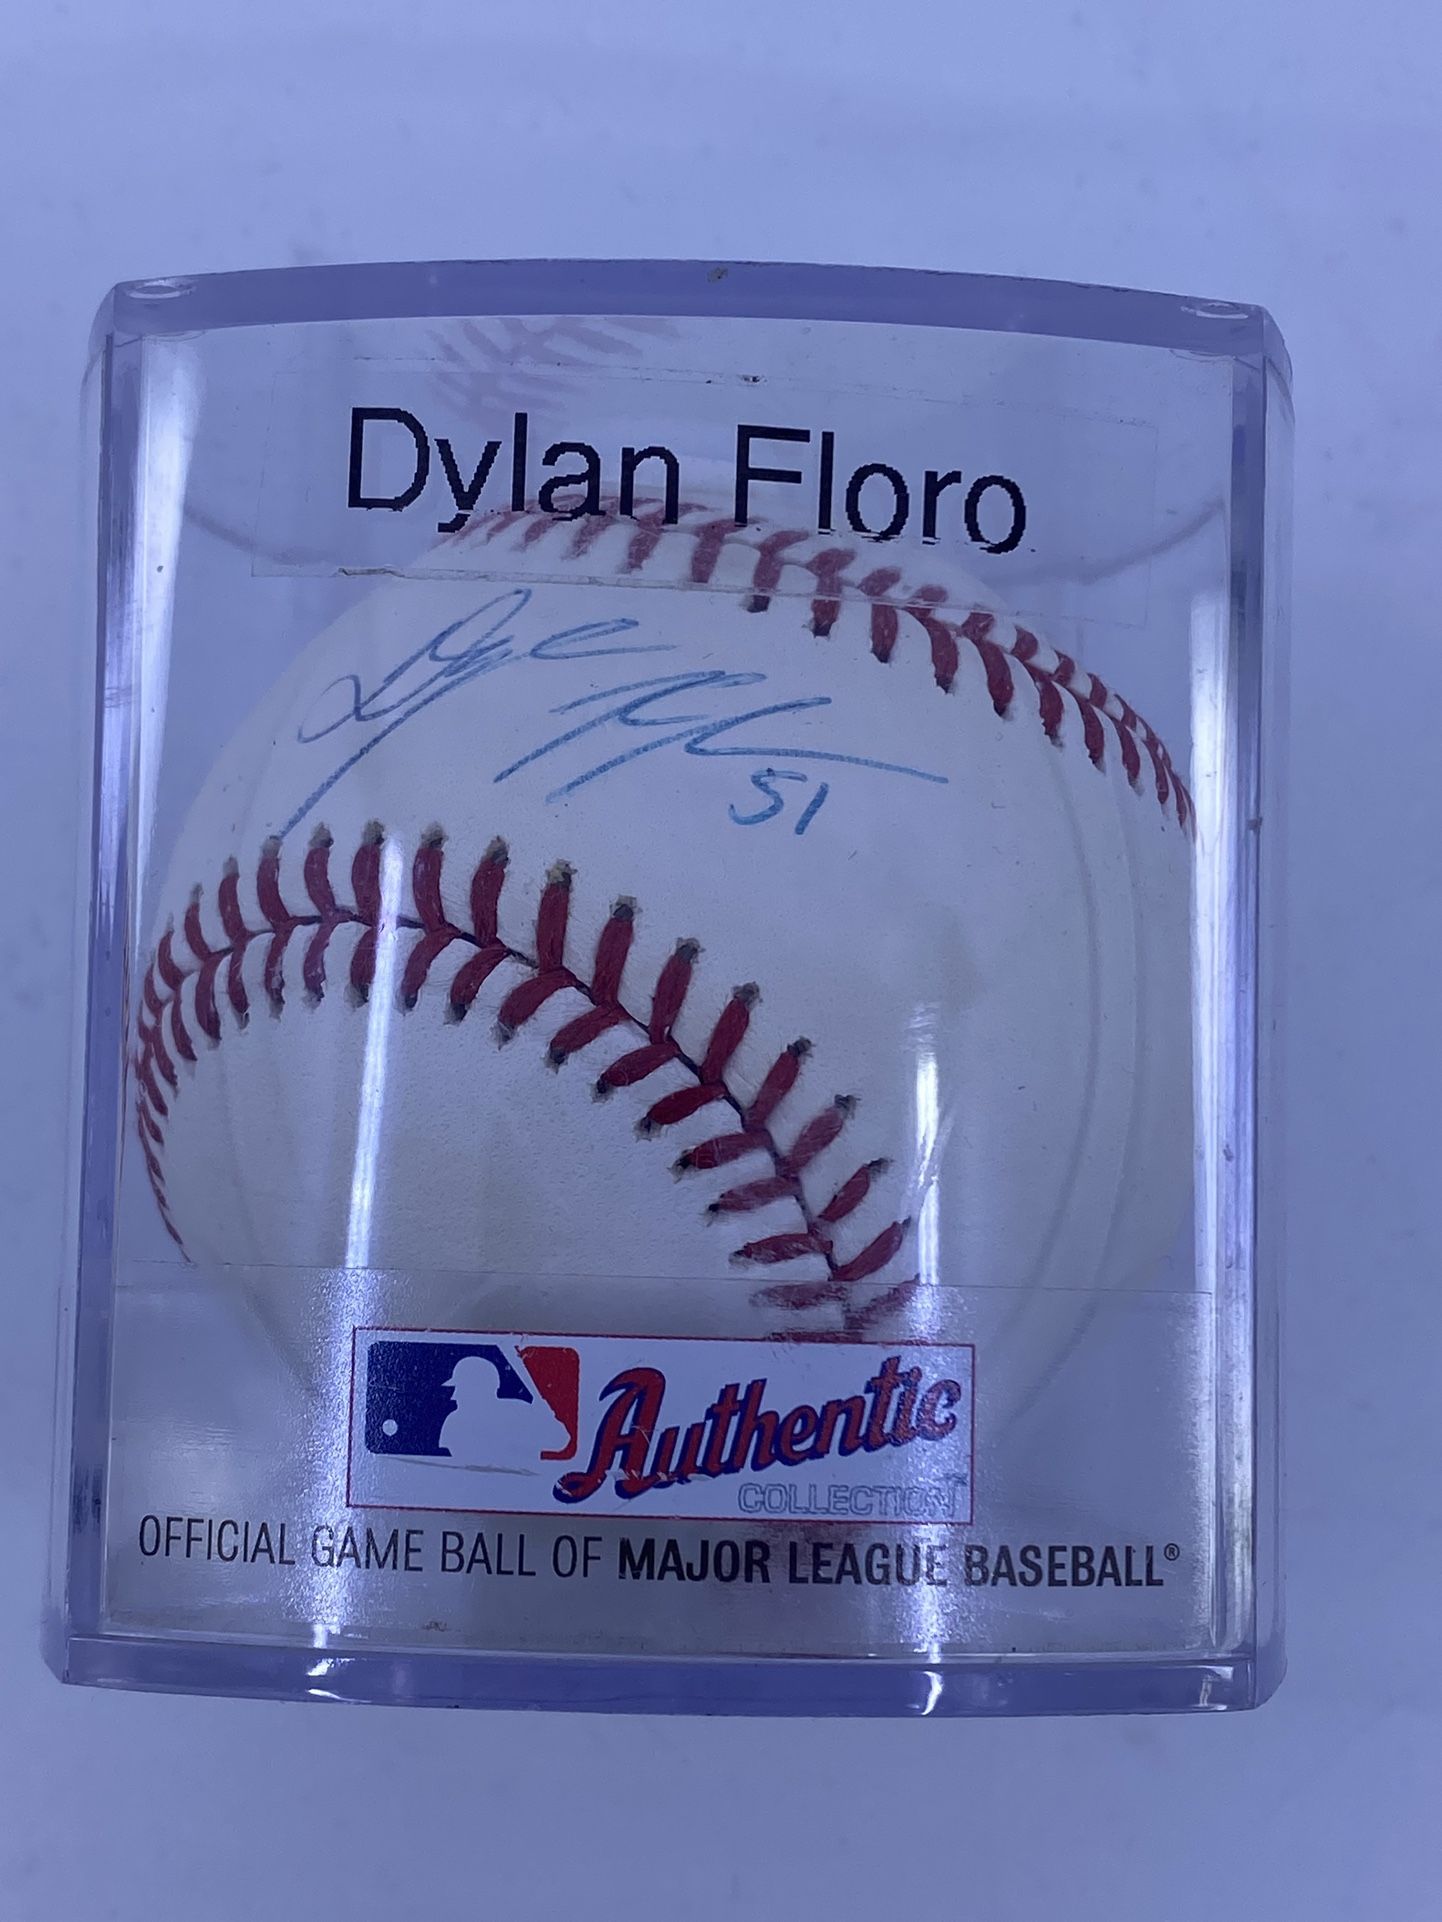 Dylan Floro
51
Authentic
COLLECTION
OFFICIAL GAME BALL OF MAJOR LEAGUE BASEBALL®